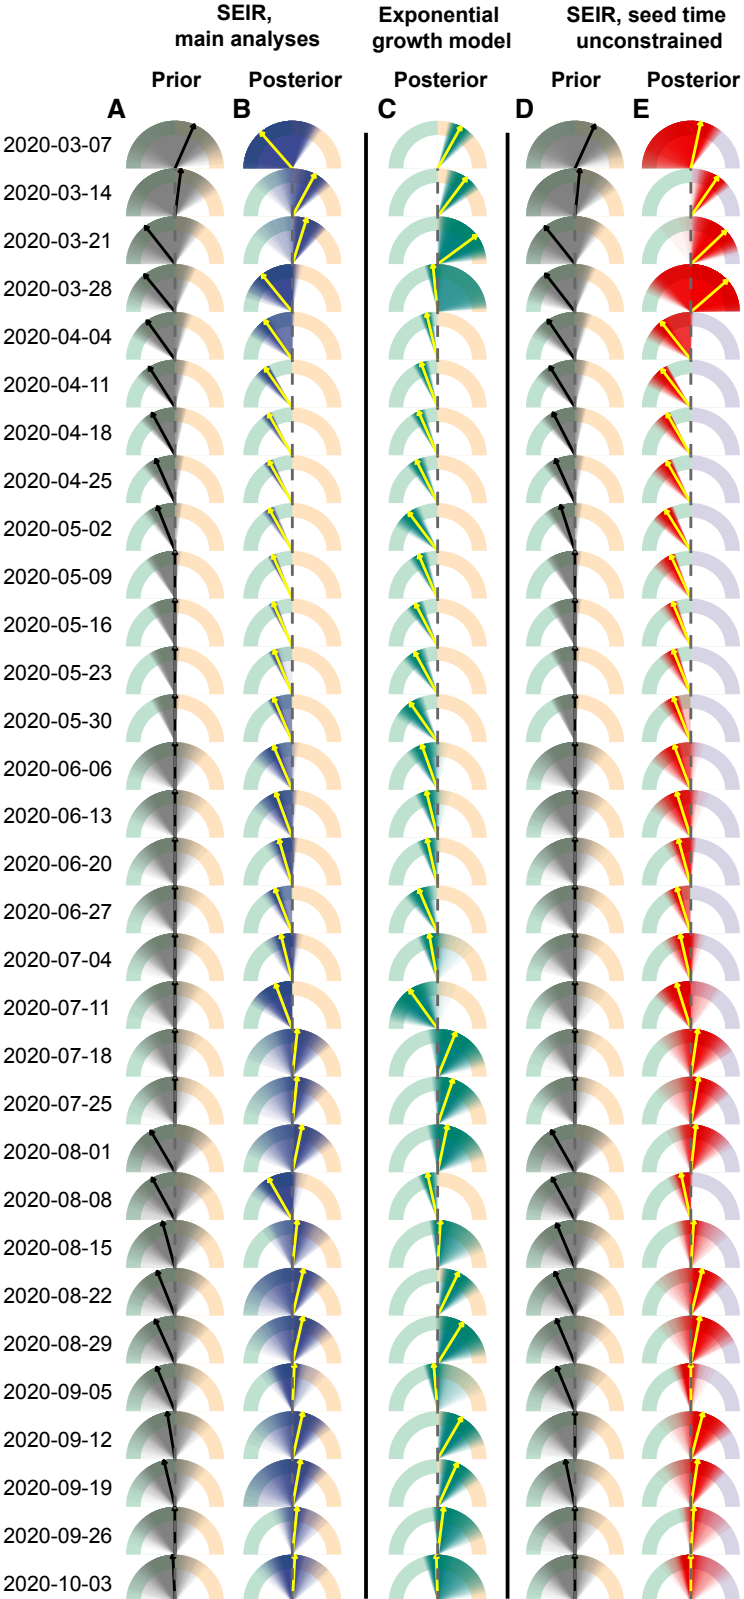 SEIR,
main analyses
Exponential
growth model
SEIR, seed time
unconstrained
Prior
Posterior
Posterior
Prior
Posterior
A
B
C
D
E
2020-03-07
2020-03-14
2020-03-21
2020-03-28
2020-04-04
2020-04-11
2020-04-18
2020-04-25
2020-05-02
2020-05-09
2020-05-16
2020-05-23
2020-05-30
2020-06-06
2020-06-13
2020-06-20
2020-06-27
2020-07-04
2020-07-11
2020-07-18
2020-07-25
2020-08-01
2020-08-08
2020-08-15
2020-08-22
2020-08-29
2020-09-05
2020-09-12
2020-09-19
2020-09-26
2020-10-03